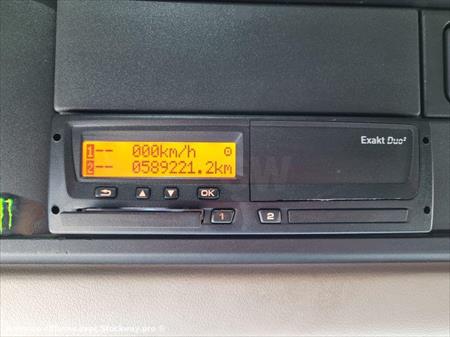 Exakt Duo²
1-- 000km/h
2-- 0589221.2km
OK
1
2